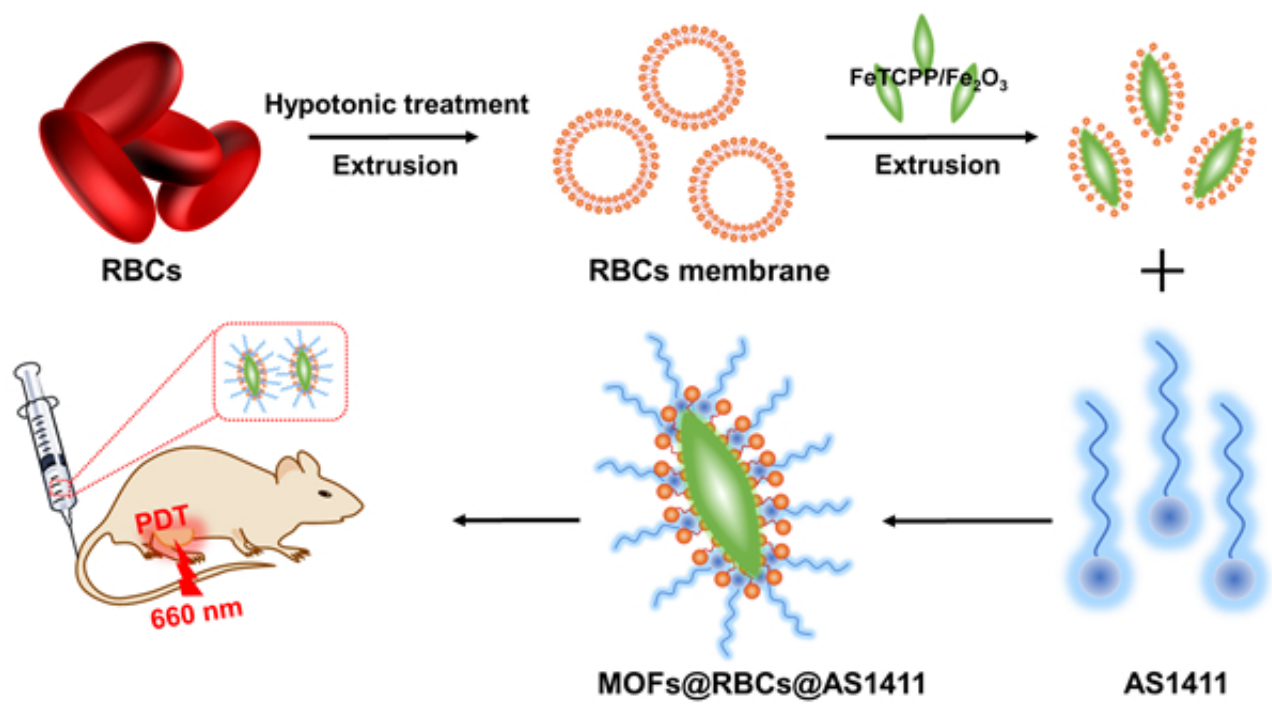 Hypotonic treatment
Extrusion
FeTCPP/Fe₂O₃
Extrusion
RBCs
RBCs membrane
+
PDT
660 nm
MOFs@RBCs@AS1411
AS1411